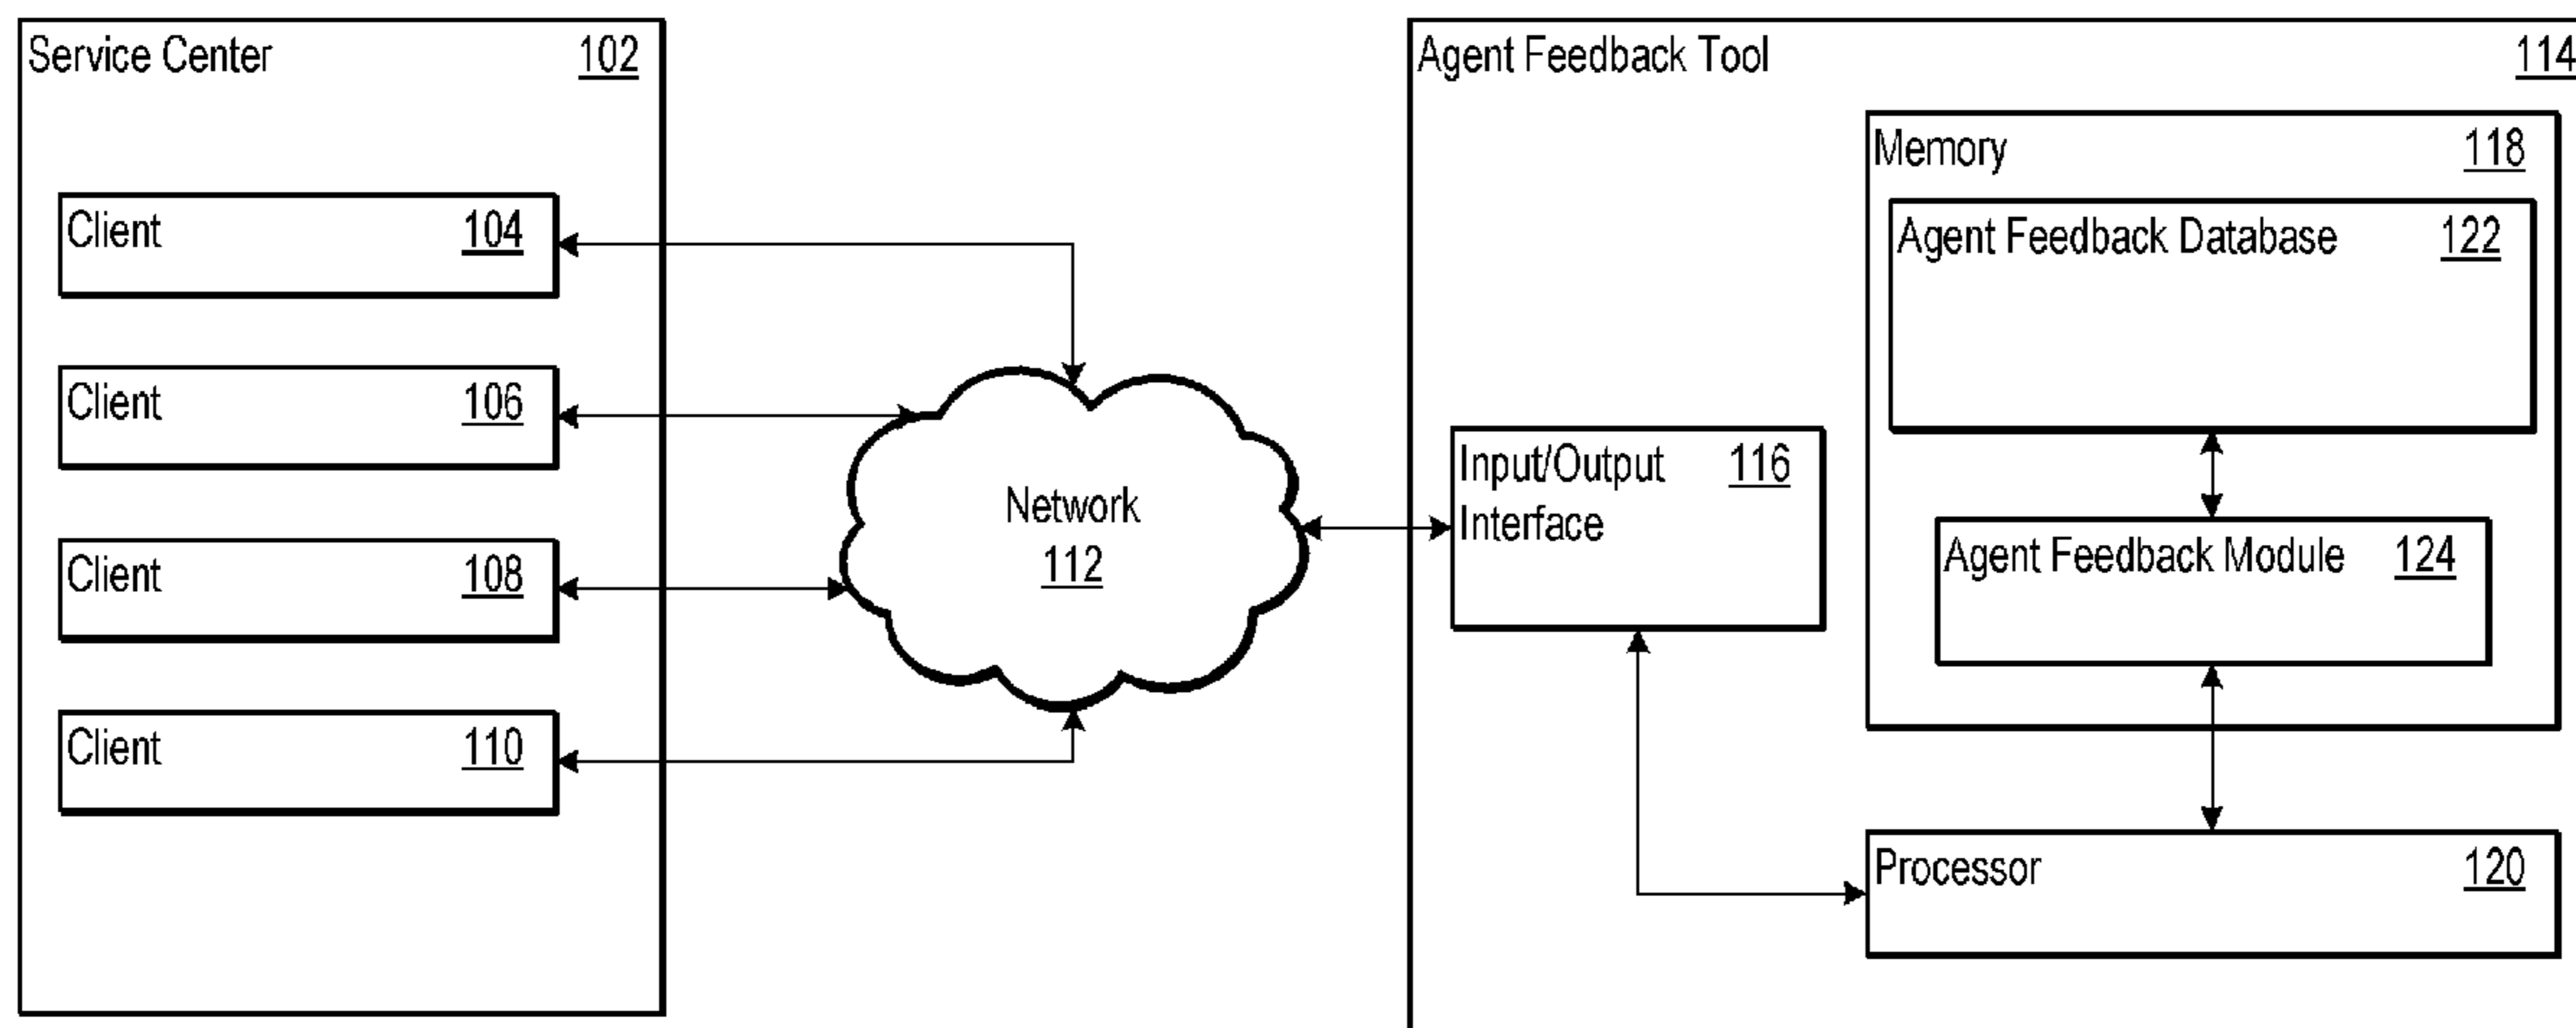 Service Center 102
Client 104
Client 106
Client 108
Client 110
Network
112
Agent Feedback Tool 114
Input/Output 116
Interface
Memory 118
Agent Feedback Database 122
Agent Feedback Module 124
Processor 120